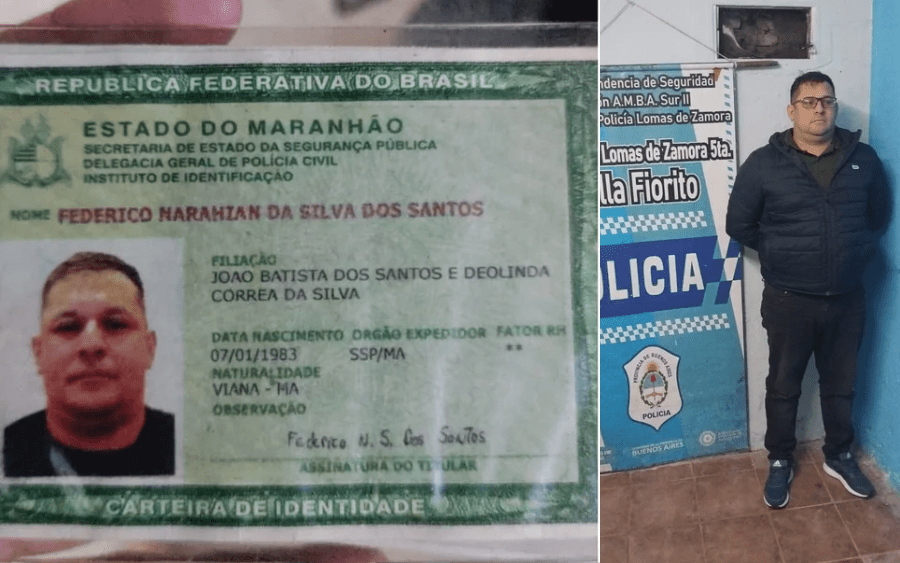 REPUBLICA FEDERATIVA DO BRASIL
ESTADO DO MARANHÃO
SECRETARIA DE ESTADO DA SEGURANÇA PÚBLICA
DELEGACIA GERAL DE POLÍCIA CIVIL
INSTITUTO DE IDENTIFICAÇÃO
NOME FEDERICO NARAHIAN DA SILVA DOS SANTOS
FILIAÇÃO
JOAO BATISTA DOS SANTOS E DEOLINDA
CORREA DA SILVA
DATA NASCIMENTO ORGÃO EXPEDIDOR FATOR RH
07/01/1983 SSP/MA **
NATURALIDADE
VIANA - MA
OBSERVAÇÃO
Federico N. S. Dos Santos
ASSINATURA DO TITULAR
CARTEIRA DE IDENTIDADE
ndencia de Seguridad
ón A.M.B.A. Sur II
Policía Lomas de Zamora
Lomas de Zamora 5ta.
lla Fiorito
OLICIA
PROVINCIA DE BUENOS AIRES
POLICIA
BUENOS AIRES